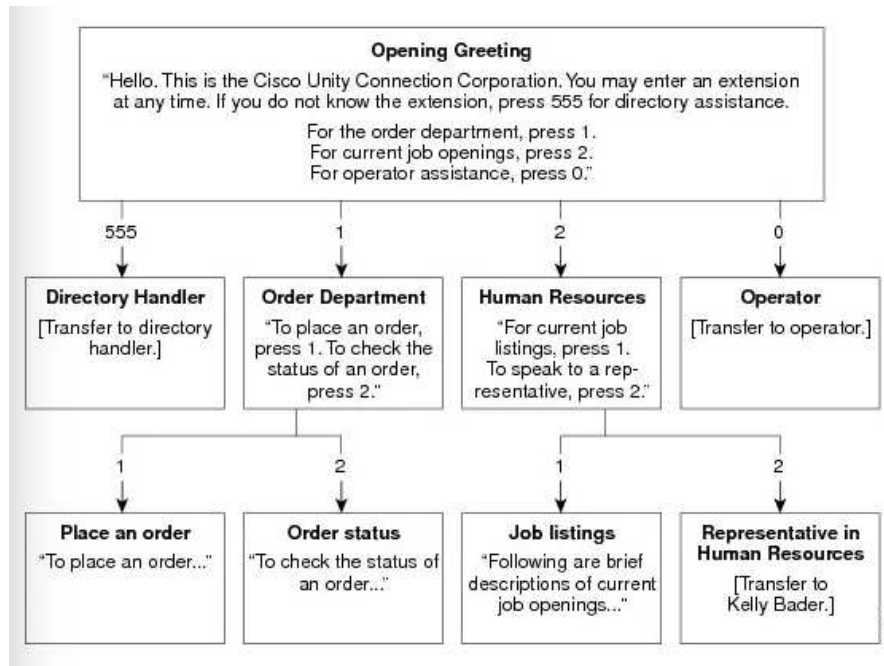 Opening Greeting
“Hello. This is the Cisco Unity Connection Corporation. You may enter an extension
at any time. If you do not know the extension, press 555 for directory assistance.
For the order department, press 1.
For current job openings, press 2.
For operator assistance, press 0.”
555
1
2
0
Directory Handler
[Transfer to directory
handler.]
Order Department
“To place an order,
press 1. To check the
status of an order,
press 2.”
Human Resources
“For current job
listings, press 1.
To speak to a rep-
resentative, press 2.”
Operator
[Transfer to operator.]
1
2
1
2
Place an order
“To place an order...”
Order status
“To check the status of
an order...”
Job listings
“Following are brief
descriptions of current
job openings...”
Representative in
Human Resources
[Transfer to
Kelly Bader.]